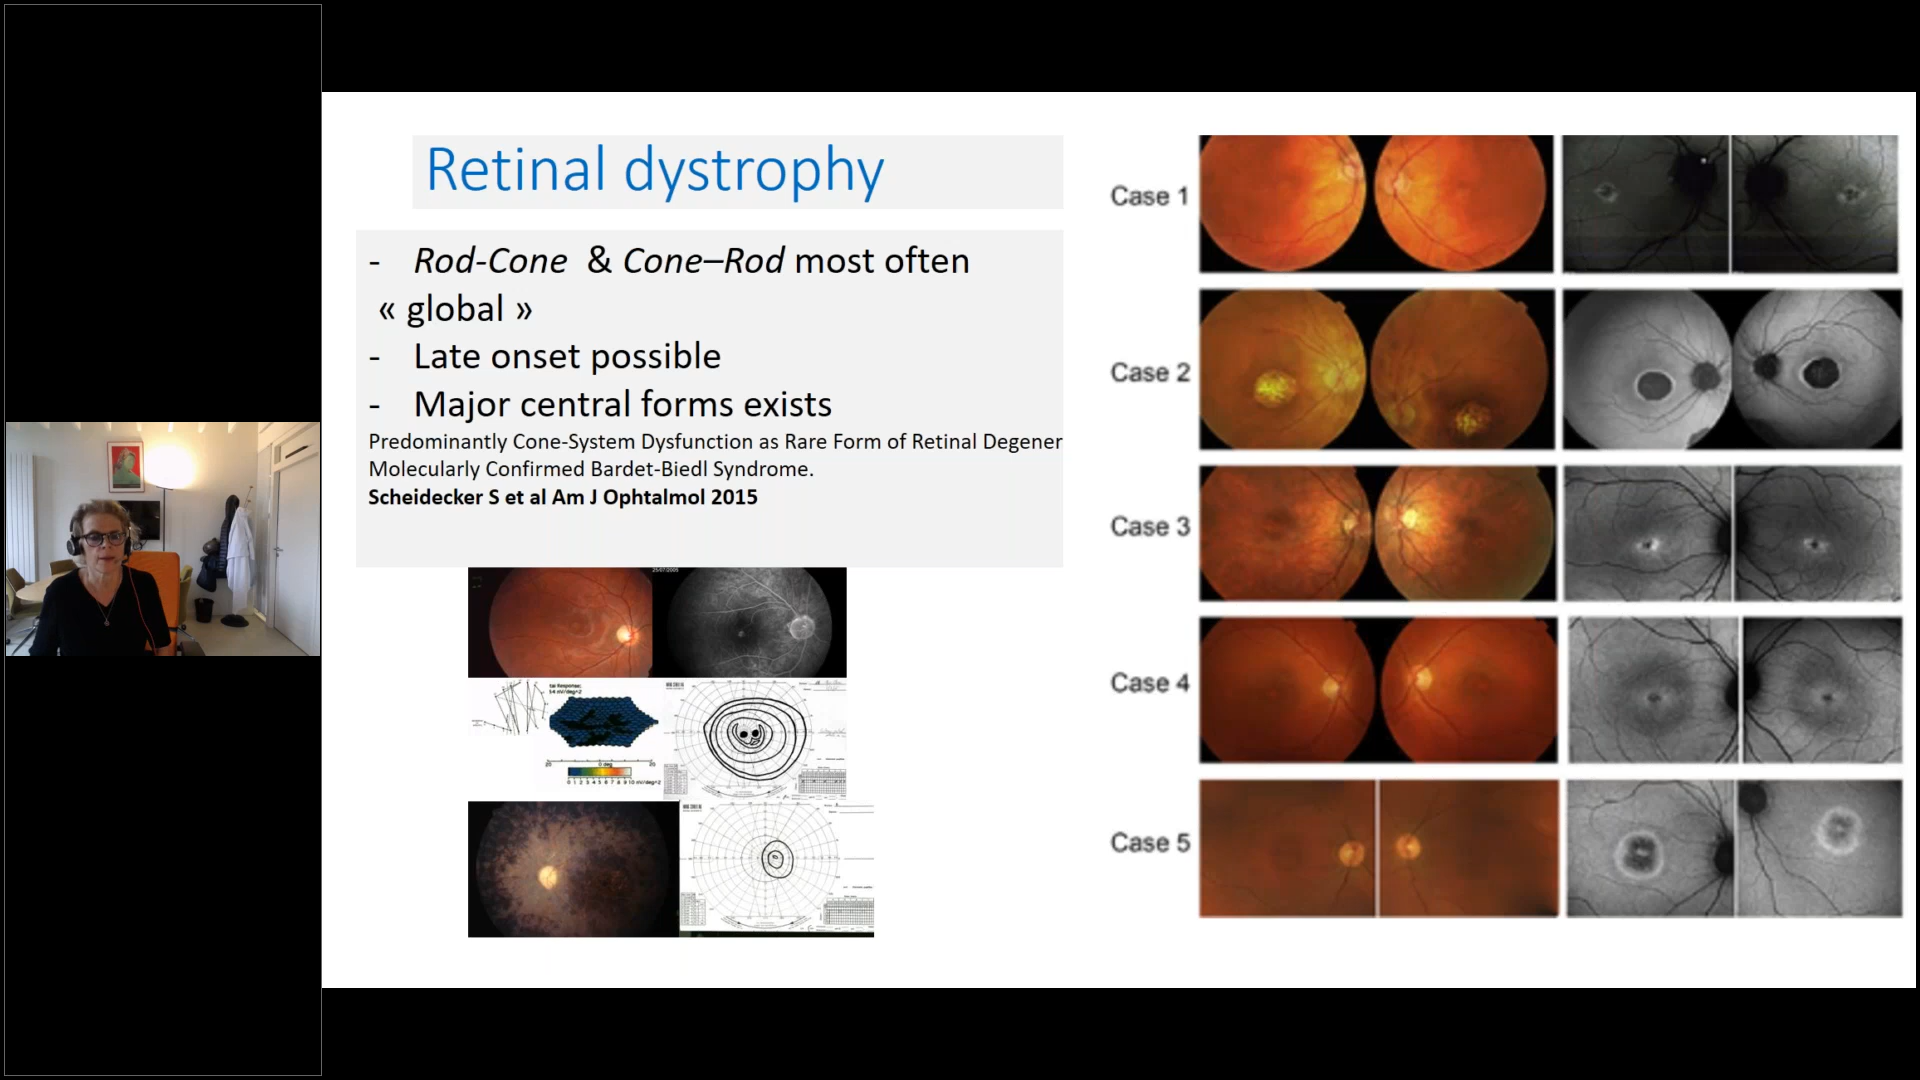 Retinal dystrophy
- Rod-Cone & Cone–Rod most often
« global »
- Late onset possible
- Major central forms exists
Predominantly Cone-System Dysfunction as Rare Form of Retinal Degener
Molecularly Confirmed Bardet-Biedl Syndrome.
Scheidecker S et al Am J Ophtalmol 2015
Case 1
Case 2
Case 3
Case 4
Case 5